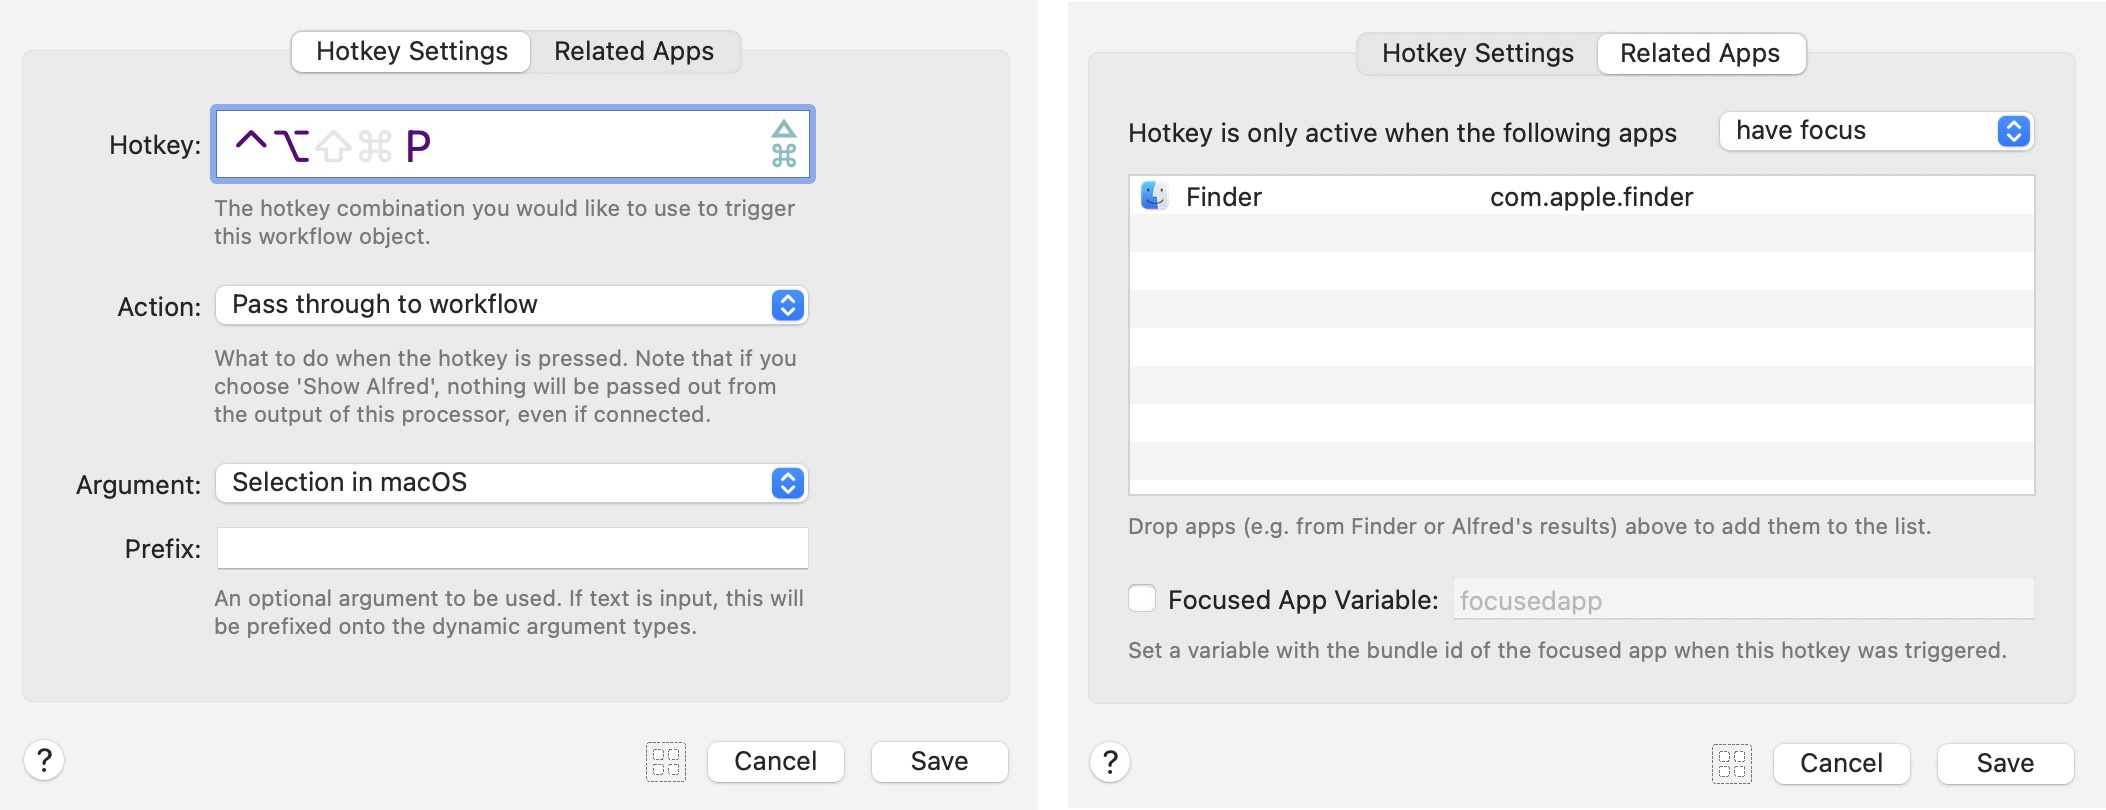 Hotkey Settings
Related Apps
Hotkey:
^⌥⇧⌘ P
The hotkey combination you would like to use to trigger
this workflow object.
Action:
Pass through to workflow
What to do when the hotkey is pressed. Note that if you
choose 'Show Alfred', nothing will be passed out from
the output of this processor, even if connected.
Argument:
Selection in macOS
Prefix:
An optional argument to be used. If text is input, this will
be prefixed onto the dynamic argument types.
?
Cancel
Save
Hotkey Settings
Related Apps
Hotkey is only active when the following apps
have focus
Finder
com.apple.finder
Drop apps (e.g. from Finder or Alfred's results) above to add them to the list.
Focused App Variable:
focusedapp
Set a variable with the bundle id of the focused app when this hotkey was triggered.
?
Cancel
Save